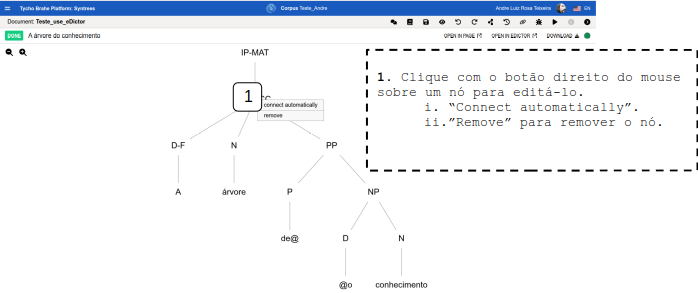 Tycho Brahe Platform: Syntrees
Corpus Teste_Andre
Andre Luiz Rosa Teixeira
EN
Document: Teste_use_eDictor
DONE
A árvore do conhecimento
OPEN IN PAGE
OPEN IN EDICTOR
DOWNLOAD
IP-MAT
1
connect automatically
remove
D-F
N
PP
A
árvore
P
NP
de@
D
N
@o
conhecimento
1. Clique com o botão direito do mouse
sobre um nó para editá-lo.
i. “Connect automatically”.
ii.”Remove” para remover o nó.